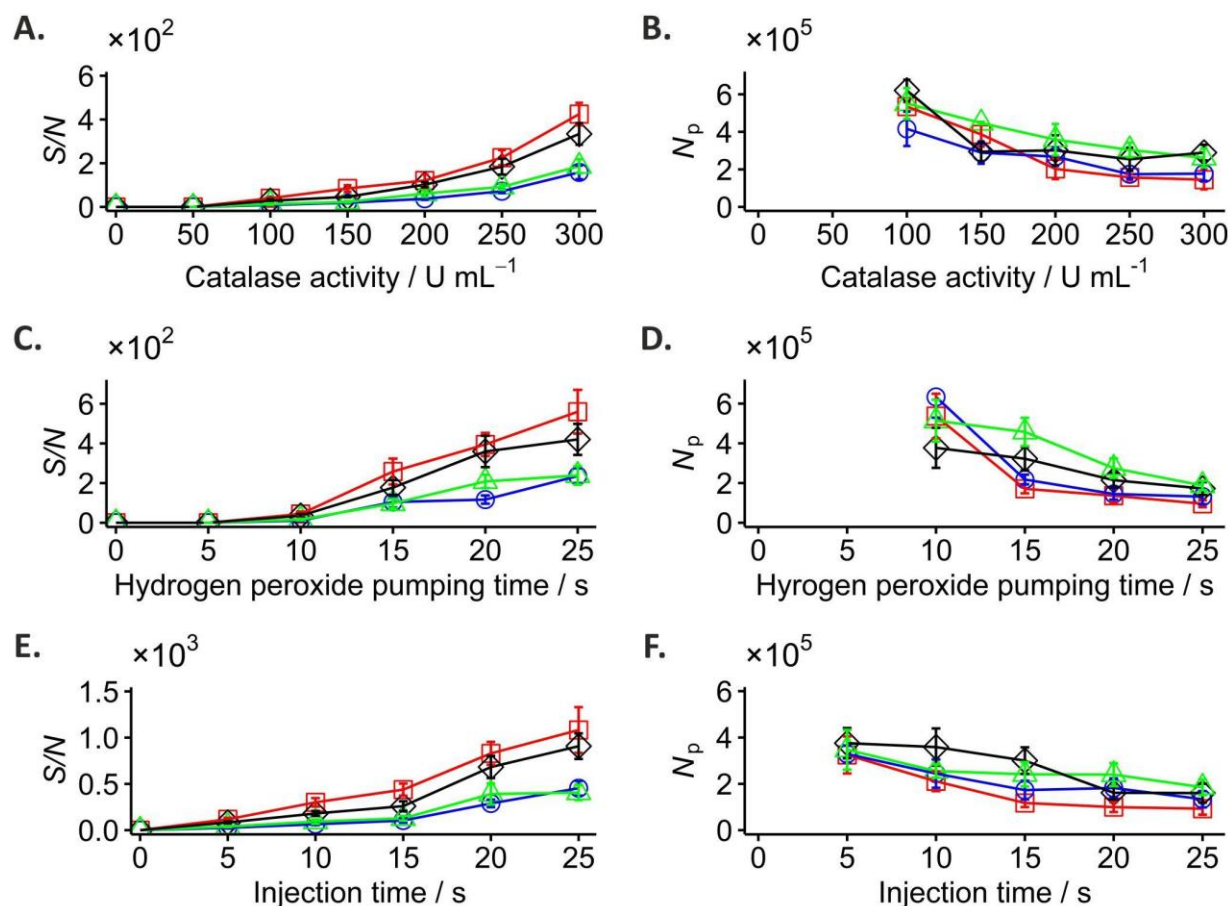 A.
×10²
S/N
6
4
2
0
0 50 100 150 200 250 300
Catalase activity / U mL⁻¹
B.
×10⁵
Nₚ
6
4
2
0
0 50 100 150 200 250 300
Catalase activity / U mL⁻¹
C.
×10²
S/N
6
4
2
0
0 5 10 15 20 25
Hydrogen peroxide pumping time / s
D.
×10⁵
Nₚ
6
4
2
0
0 5 10 15 20 25
Hyrogen peroxide pumping time / s
E.
×10³
S/N
1.5
1.0
0.5
0.0
0 5 10 15 20 25
Injection time / s
F.
×10⁵
Nₚ
6
4
2
0
0 5 10 15 20 25
Injection time / s